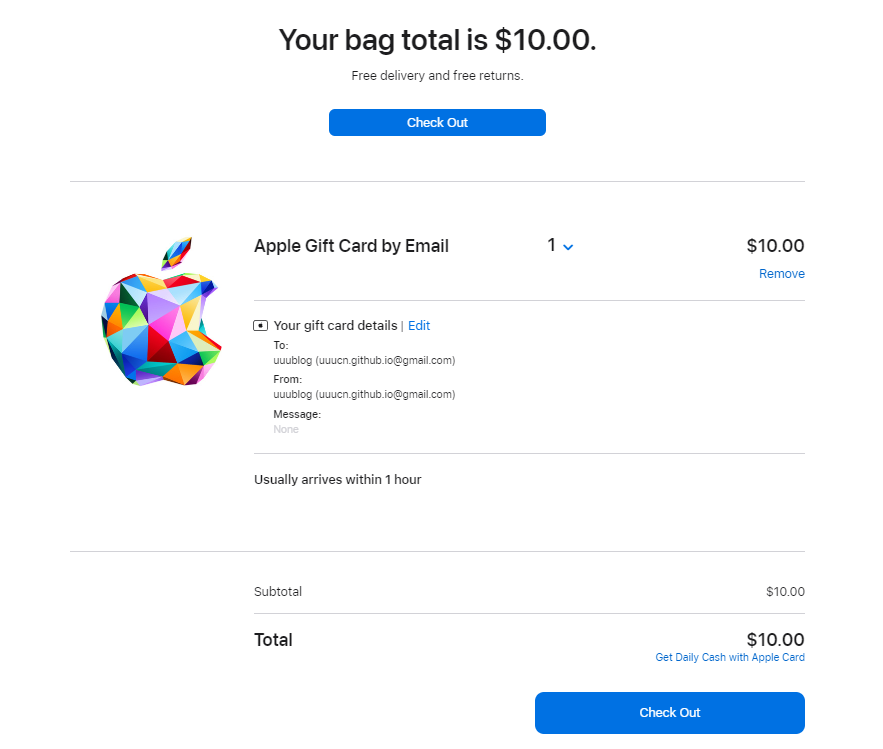 Your bag total is $10.00.
Free delivery and free returns.
Check Out
Apple Gift Card by Email 1 $10.00
Remove
Your gift card details | Edit
To:
uuublog (uuucn.github.io@gmail.com)
From:
uuublog (uuucn.github.io@gmail.com)
Message:
None
Usually arrives within 1 hour
Subtotal $10.00
Total $10.00
Get Daily Cash with Apple Card
Check Out